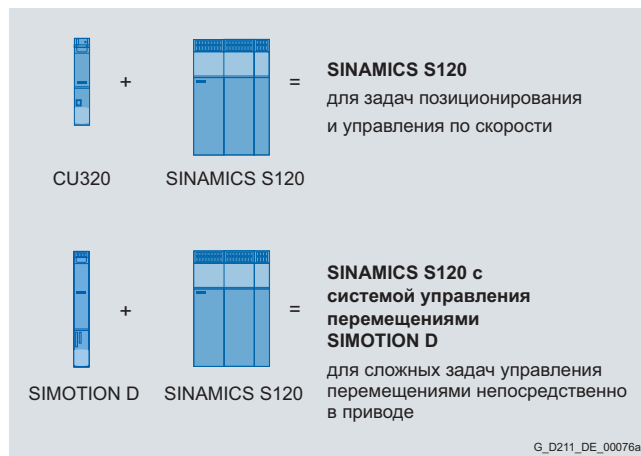 +
=
SINAMICS S120
для задач позиционирования
и управления по скорости
CU320
SINAMICS S120
+
=
SINAMICS S120 с
системой управления
перемещениями
SIMOTION D
для сложных задач управления
перемещениями непосредственно
в приводе
SIMOTION D
SINAMICS S120
G_D211_DE_00076a